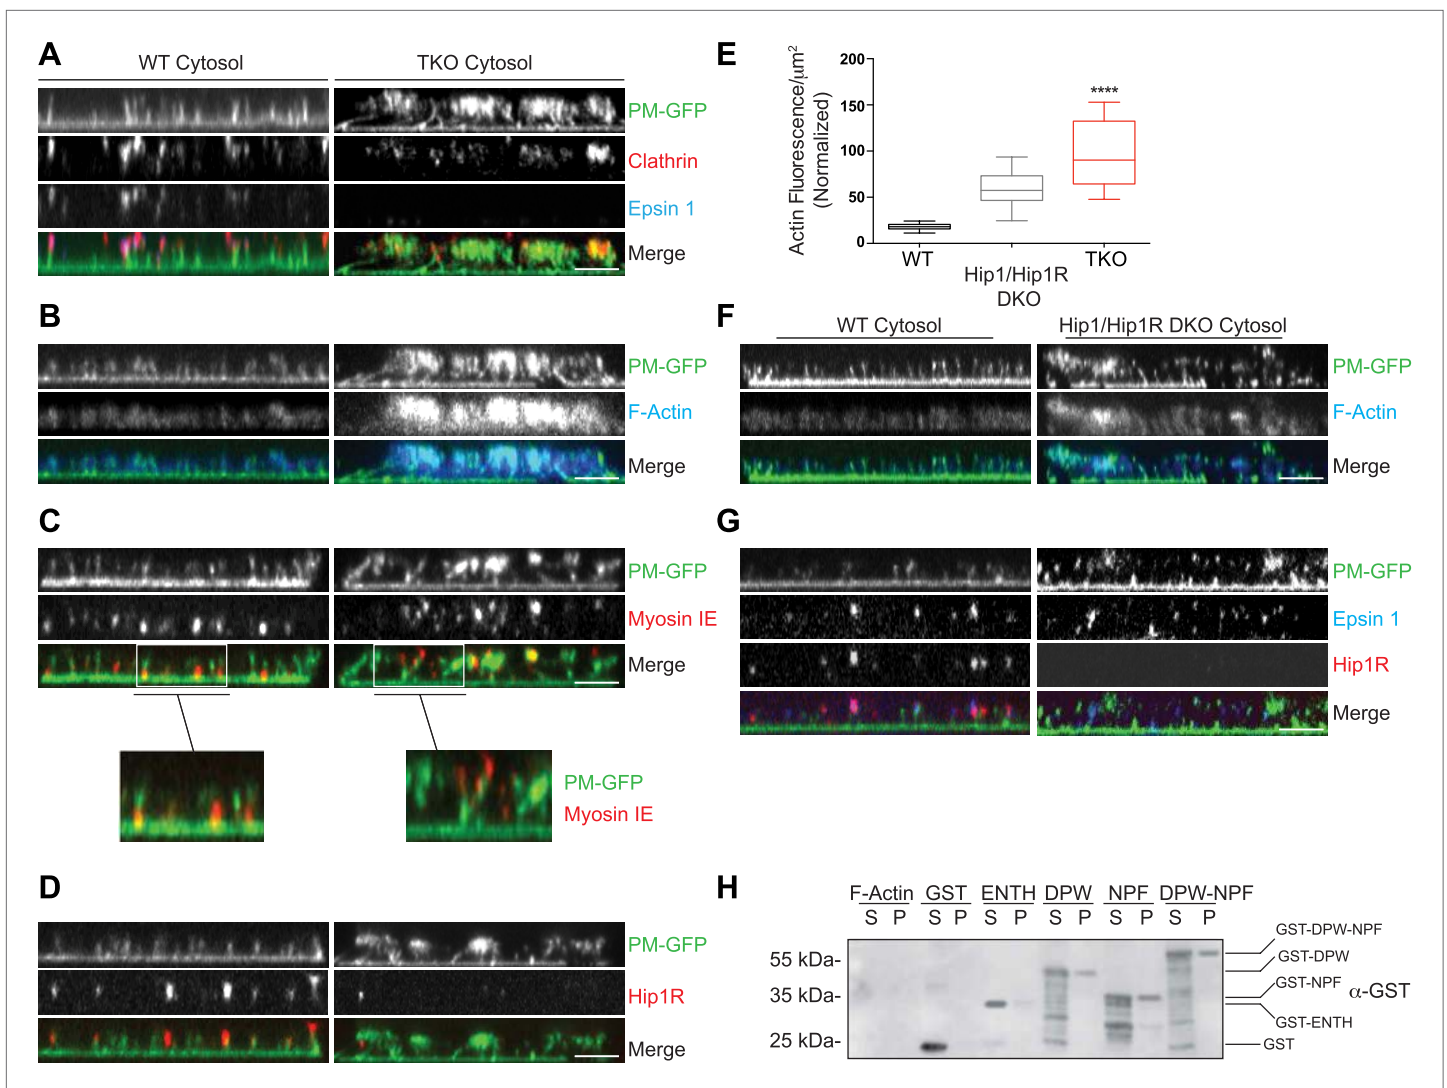 A
WT Cytosol
TKO Cytosol
PM-GFP
Clathrin
Epsin 1
Merge
B
PM-GFP
F-Actin
Merge
C
PM-GFP
Myosin IE
Merge
PM-GFP
Myosin IE
D
PM-GFP
Hip1R
Merge
E
Actin Fluorescence/μm²
(Normalized)
200
150
100
50
0
****
WT
Hip1/Hip1R
DKO
TKO
F
WT Cytosol
Hip1/Hip1R DKO Cytosol
PM-GFP
F-Actin
Merge
G
PM-GFP
Epsin 1
Hip1R
Merge
H
F-Actin GST ENTH DPW NPF DPW-NPF
S P S P S P S P S P S P
55 kDa-
35 kDa-
25 kDa-
GST-DPW-NPF
GST-DPW
GST-NPF
GST-ENTH
GST
α-GST